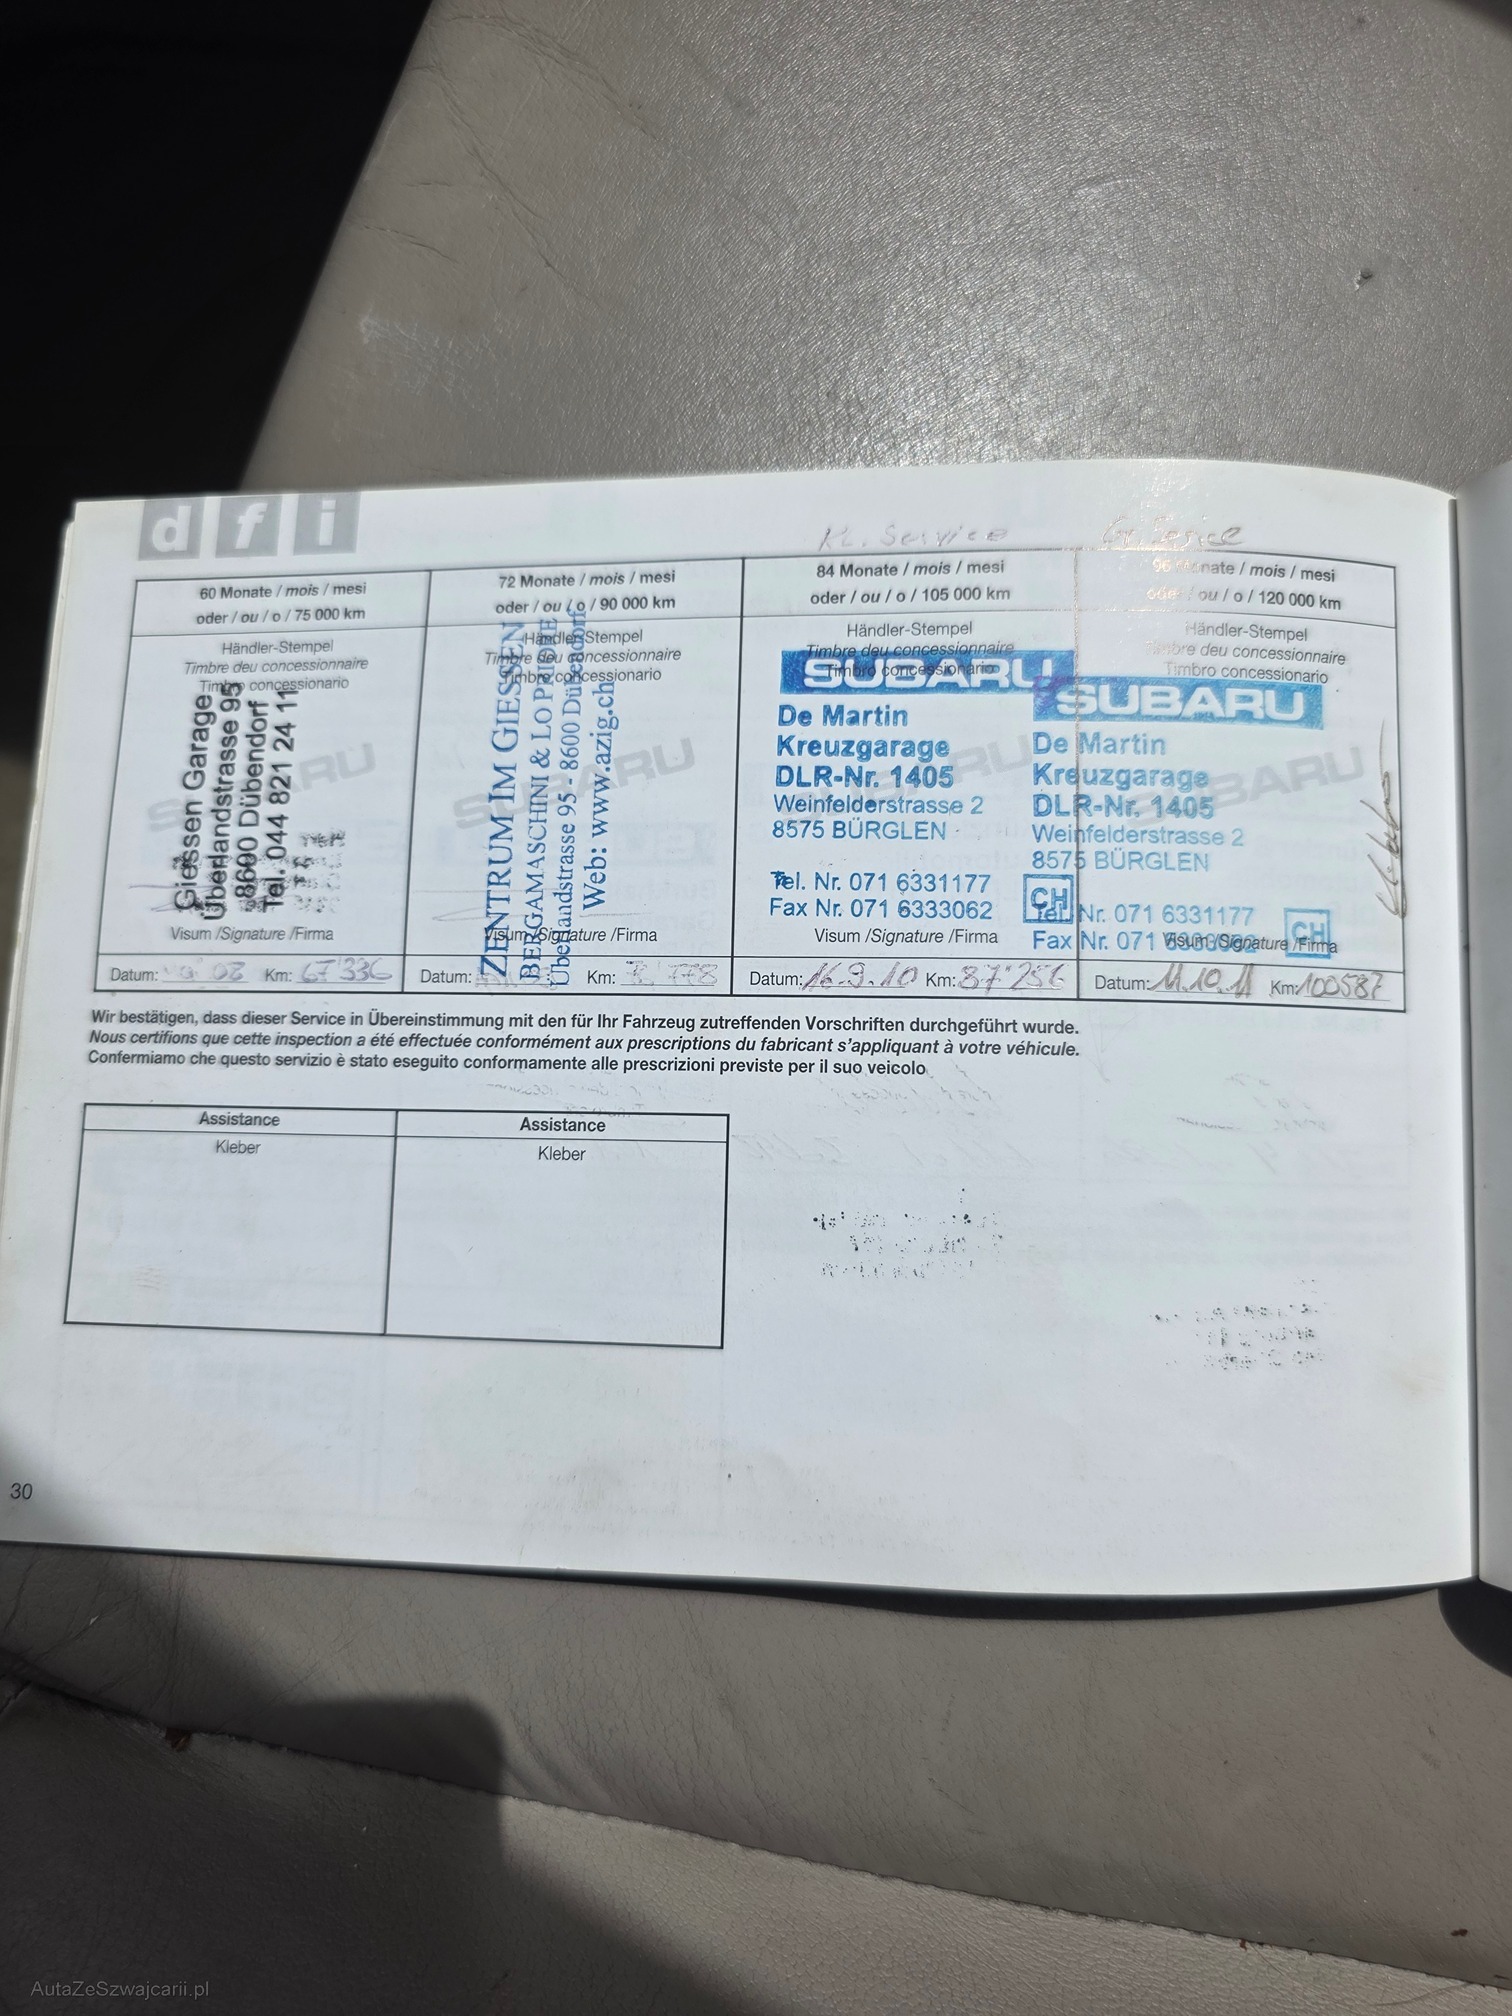 d f i
Kl. Service
60 Monate / mois / mesi
oder / ou / o / 75 000 km
Händler-Stempel
Timbre deu concessionnaire
Timbro concessionario
SUBARU
Giessen Garage
Überlandstrasse 95
8600 Dübendorf
Tel. 044 821 24 11
Visum /Signature /Firma
Datum: Km: 67'336
72 Monate / mois / mesi
oder / ou / o / 90 000 km
Händler-Stempel
Timbre deu concessionnaire
Timbro concessionario
SUBARU
ZENTRUM IM GIESSEN
BERGAMASCHINI & LO PRIORE
Überlandstrasse 95 - 8600 Dübendorf
Web: www.azig.ch
Visum /Signature /Firma
Datum: Km:
84 Monate / mois / mesi
oder / ou / o / 105 000 km
Händler-Stempel
Timbre deu concessionnaire
Timbro concessionario
SUBARU
De Martin
Kreuzgarage
DLR-Nr. 1405
Weinfelderstrasse 2
8575 BÜRGLEN
Tel. Nr. 071 6331177
Fax Nr. 071 6333062
CH
Visum /Signature /Firma
Datum: 16.9.10 Km: 87'256
96 Monate / mois / mesi
oder / ou / o / 120 000 km
Händler-Stempel
Timbre deu concessionnaire
Timbro concessionario
SUBARU
De Martin
Kreuzgarage
DLR-Nr. 1405
Weinfelderstrasse 2
8575 BÜRGLEN
Tel. Nr. 071 6331177
Fax Nr. 071 6333062
CH
Visum /Signature /Firma
Datum: 11.10.11 Km: 100587
Wir bestätigen, dass dieser Service in Übereinstimmung mit den für Ihr Fahrzeug zutreffenden Vorschriften durchgeführt wurde.
Nous certifions que cette inspection a été effectuée conformément aux prescriptions du fabricant s'appliquant à votre véhicule.
Confermiamo che questo servizio è stato eseguito conformamente alle prescrizioni previste per il suo veicolo
Assistance
Kleber
Assistance
Kleber
30
AutaZeSzwajcarii.pl